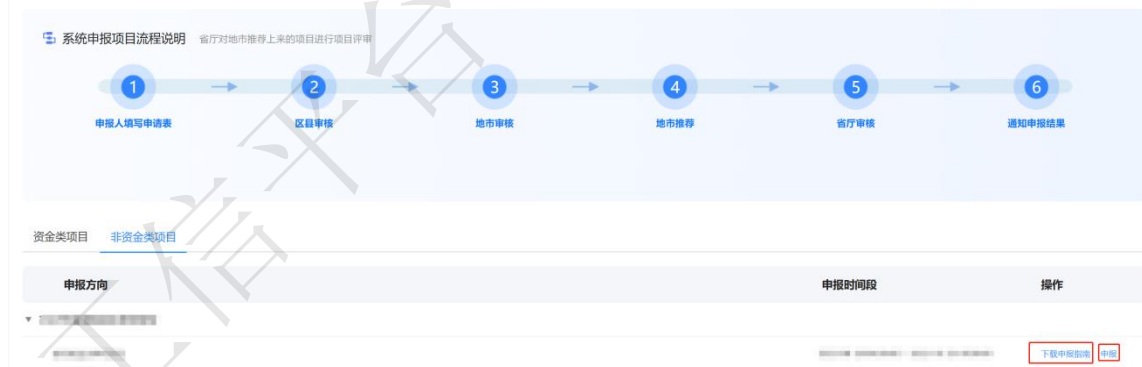 系统申报项目流程说明 省厅对地市推荐上来的项目进行项目评审
1 2 3 4 5 6
申报人填写申请表 区县审核 地市审核 地市推荐 省厅审核 通知申报结果
资金类项目 非资金类项目
申报方向 申报时间段 操作
下载申报指南 申报
工信平台